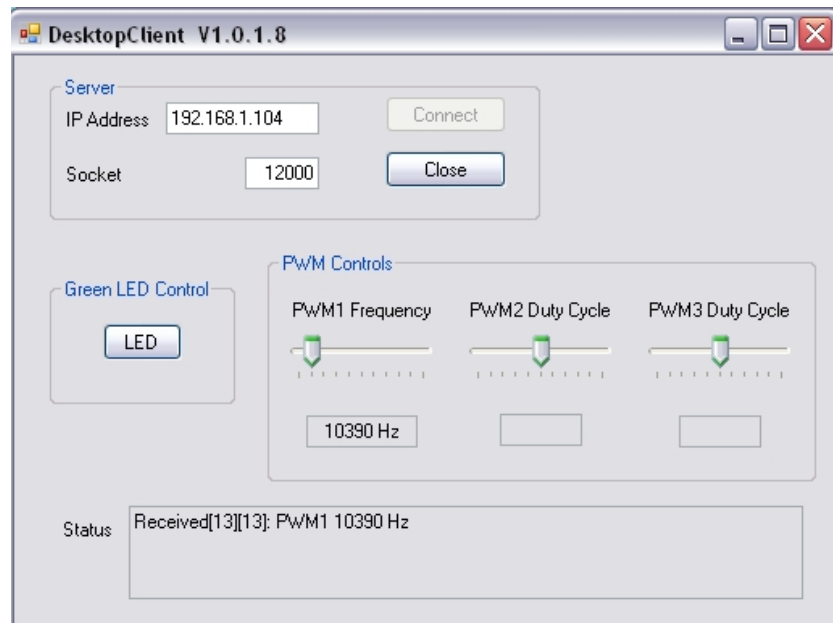 DesktopClient V1.0.1.8
Server
IP Address 192.168.1.104 Connect
Socket 12000 Close
Green LED Control
LED
PWM Controls
PWM1 Frequency PWM2 Duty Cycle PWM3 Duty Cycle
10390 Hz
Status Received[13][13]: PWM1 10390 Hz